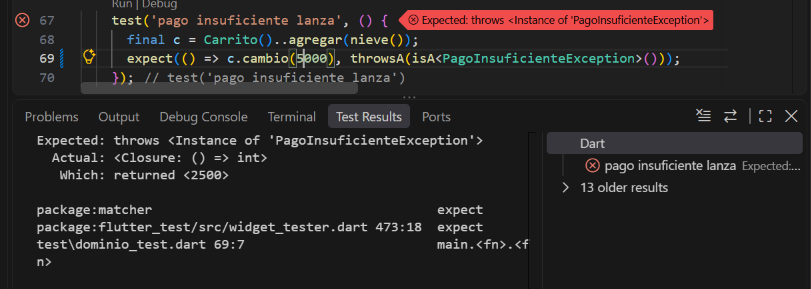 Run | Debug
67 test('pago insuficiente lanza', () { Expected: throws <Instance of 'PagoInsuficienteException'>
68 final c = Carrito()..agregar(nieve());
69 expect(() => c.cambio(5000), throwsA(isA<PagoInsuficienteException>()));
70 }); // test('pago insuficiente lanza')
Problems Output Debug Console Terminal Test Results Ports
Expected: throws <Instance of 'PagoInsuficienteException'>
Actual: <Closure: () => int>
Which: returned <2500>
package:matcher expect
package:flutter_test/src/widget_tester.dart 473:18 expect
test\dominio_test.dart 69:7 main.<fn>.<f
n>
Dart
pago insuficiente lanza Expected:...
13 older results